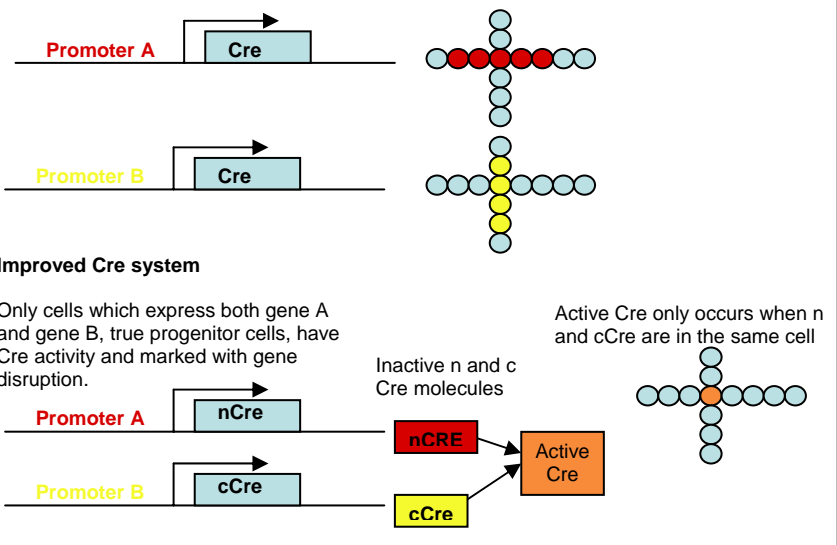 Promoter A
Cre
Promoter B
Cre
Improved Cre system
Only cells which express both gene A
and gene B, true progenitor cells, have
Cre activity and marked with gene
disruption.
Inactive n and c
Cre molecules
Active Cre only occurs when n
and cCre are in the same cell
Promoter A
nCre
nCRE
Active
Cre
Promoter B
cCre
cCre